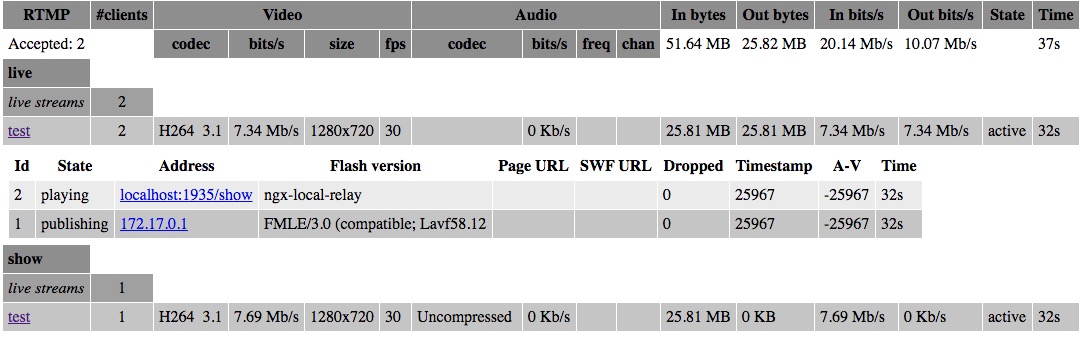 RTMP #clients Video Audio In bytes Out bytes In bits/s Out bits/s State Time
Accepted: 2 codec bits/s size fps codec bits/s freq chan 51.64 MB 25.82 MB 20.14 Mb/s 10.07 Mb/s 37s
live
live streams 2
test 2 H264 3.1 7.34 Mb/s 1280x720 30 0 Kb/s 25.81 MB 25.81 MB 7.34 Mb/s 7.34 Mb/s active 32s
Id State Address Flash version Page URL SWF URL Dropped Timestamp A-V Time
2 playing localhost:1935/show ngx-local-relay 0 25967 -25967 32s
1 publishing 172.17.0.1 FMLE/3.0 (compatible; Lavf58.12 0 25967 -25967 32s
show
live streams 1
test 1 H264 3.1 7.69 Mb/s 1280x720 30 Uncompressed 0 Kb/s 25.81 MB 0 KB 7.69 Mb/s 0 Kb/s active 32s